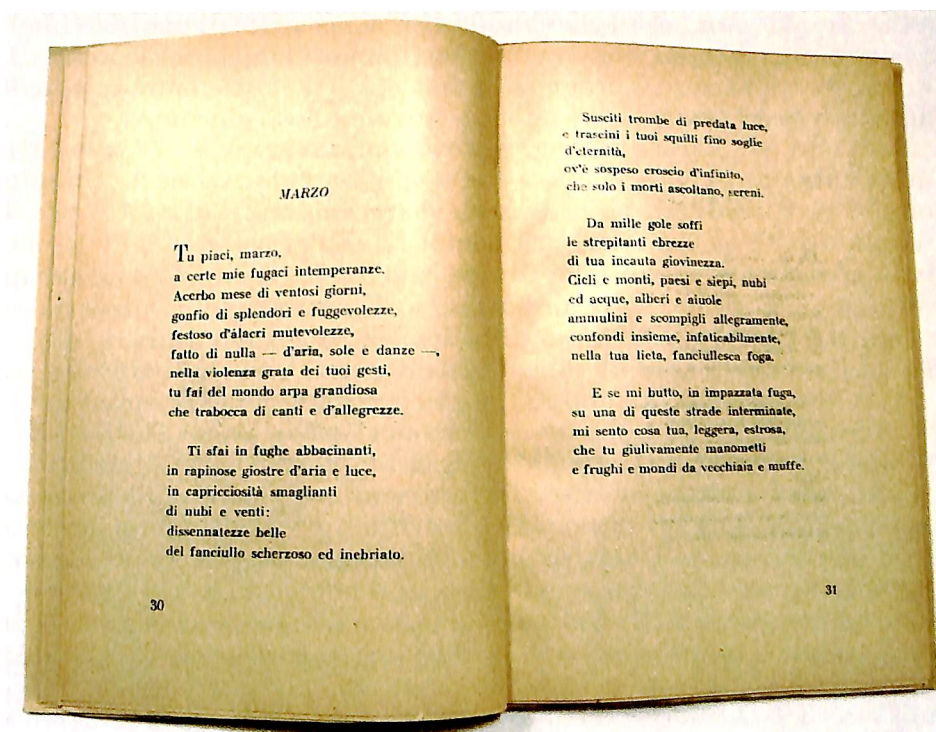 MARZO
Tu piaci, marzo,
a certe mie fugaci intemperanze.
Acerbo mese di ventosi giorni,
gonfio di splendori e fuggevolezze,
festoso d'àlacri mutevolezze,
fatto di nulla — d'aria, sole e danze —,
nella violenza grata dei tuoi gesti,
tu fai del mondo arpa grandiosa
che trabocca di canti e d'allegrezze.
Ti sfai in fughe abbacinanti,
in rapinose giostre d'aria e luce,
in capricciosità smaglianti
di nubi e venti:
dissennatezze belle
del fanciullo scherzoso ed inebriato.
30
Susciti trombe di predata luce,
e trascini i tuoi squilli fino soglie
d'eternità,
ov'è sospeso croscio d'infinito,
che solo i morti ascoltano, sereni.
Da mille gole soffi
le strepitanti ebrezze
di tua incauta giovinezza.
Cieli e monti, paesi e siepi, nubi
ed acque, alberi e aiuole
ammulini e scompigli allegramente,
confondi insieme, infaticabilmente,
nella tua lieta, fanciullesca foga.
E se mi butto, in impazzata fuga,
su una di queste strade interminate,
mi sento cosa tua, leggera, estrosa,
che tu giulivamente manometti
e frughi e mondi da vecchiaia e muffe.
31